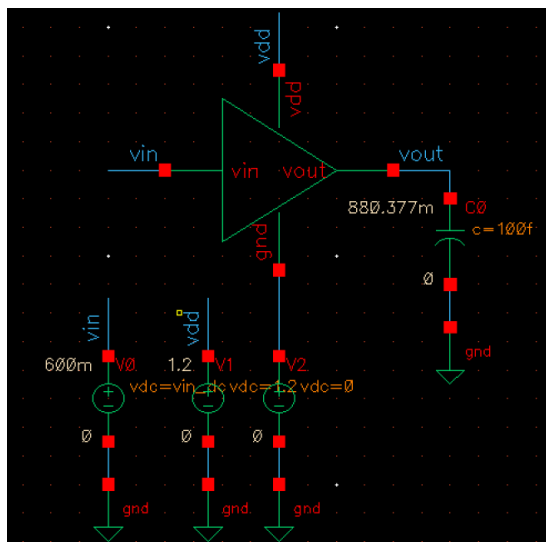 vdd
vdd
vin
vin
vout
vout
gnd
880.377m
C0
c=100f
0
gnd
vin
vdd
600m
V0
1.2
V1
V2
vdc=vin_dc
vdc=1.2
vdc=0
0
0
0
gnd
gnd
gnd